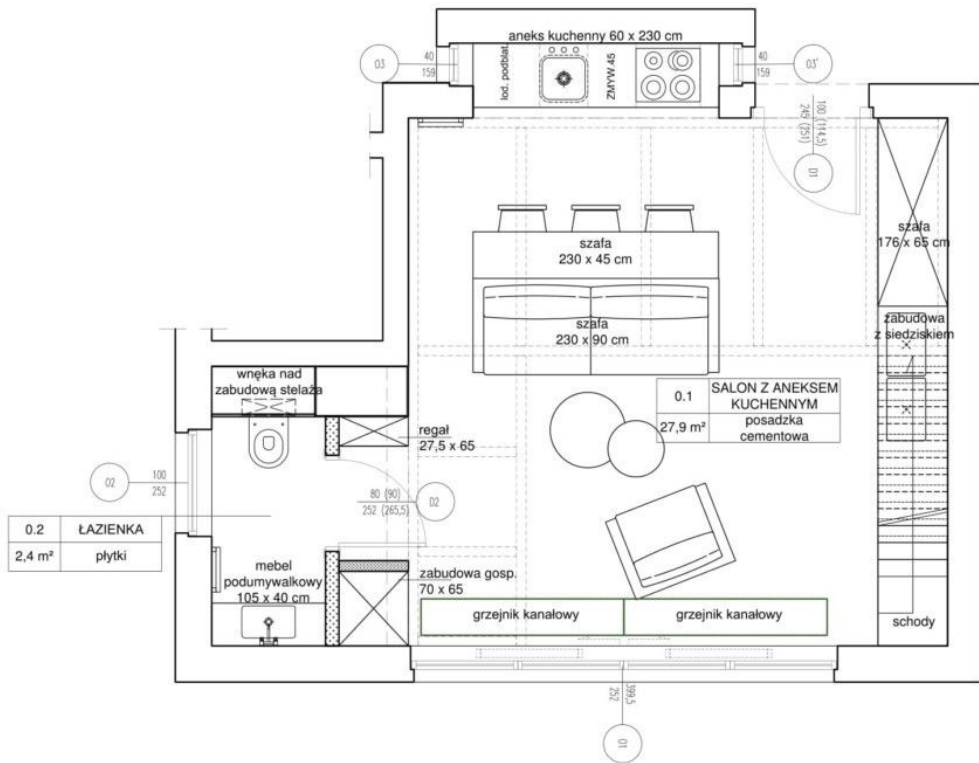 aneks kuchenny 60 x 230 cm
O3
40
159
lod. podblat.
ZMYW.45
40
159
O3'
100 (114,5)
245 (251)
D1
szafa
230 x 45 cm
szafa
176 x 65 cm
szafa
230 x 90 cm
zabudowa
z siedziskiem
wnęka nad
zabudową stelaża
0.1
SALON Z ANEKSEM
KUCHENNYM
27,9 m²
posadzka
cementowa
regał
27,5 x 65
O2
100
252
80 (90)
252 (265,5)
D2
0.2
ŁAZIENKA
2,4 m²
płytki
mebel
podumywalkowy
105 x 40 cm
zabudowa gosp.
70 x 65
grzejnik kanałowy
grzejnik kanałowy
schody
399,5
252
O1